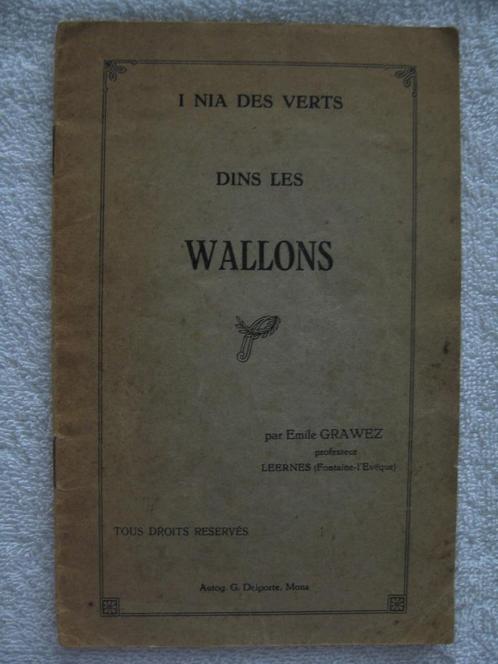 I NIA DES VERTS
DINS LES
WALLONS
par Emile GRAWEZ
professeur
LEERNES (Fontaine-l'Evêque)
TOUS DROITS RESERVÉS
Autog. G. Delporte, Mons